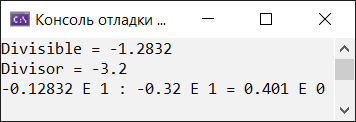 Консоль отладки ...
Divisible = -1.2832
Divisor = -3.2
-0.12832 E 1 : -0.32 E 1 = 0.401 E 0